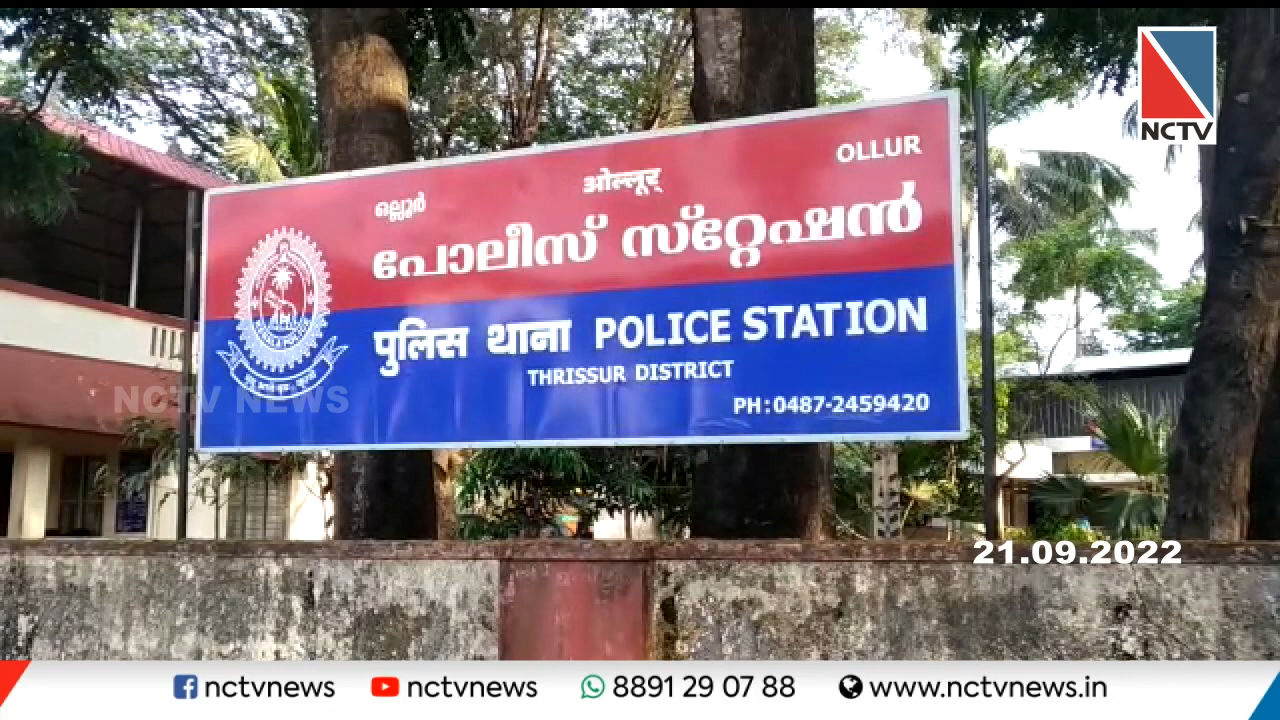 NCTV
ഒല്ലൂർ ओल्लूर् OLLUR
പോലീസ് സ്റ്റേഷൻ
पुलिस थाना POLICE STATION
THRISSUR DISTRICT
PH:0487-2459420
NCTV NEWS
21.09.2022
nctvnews nctvnews 8891 29 07 88 www.nctvnews.in